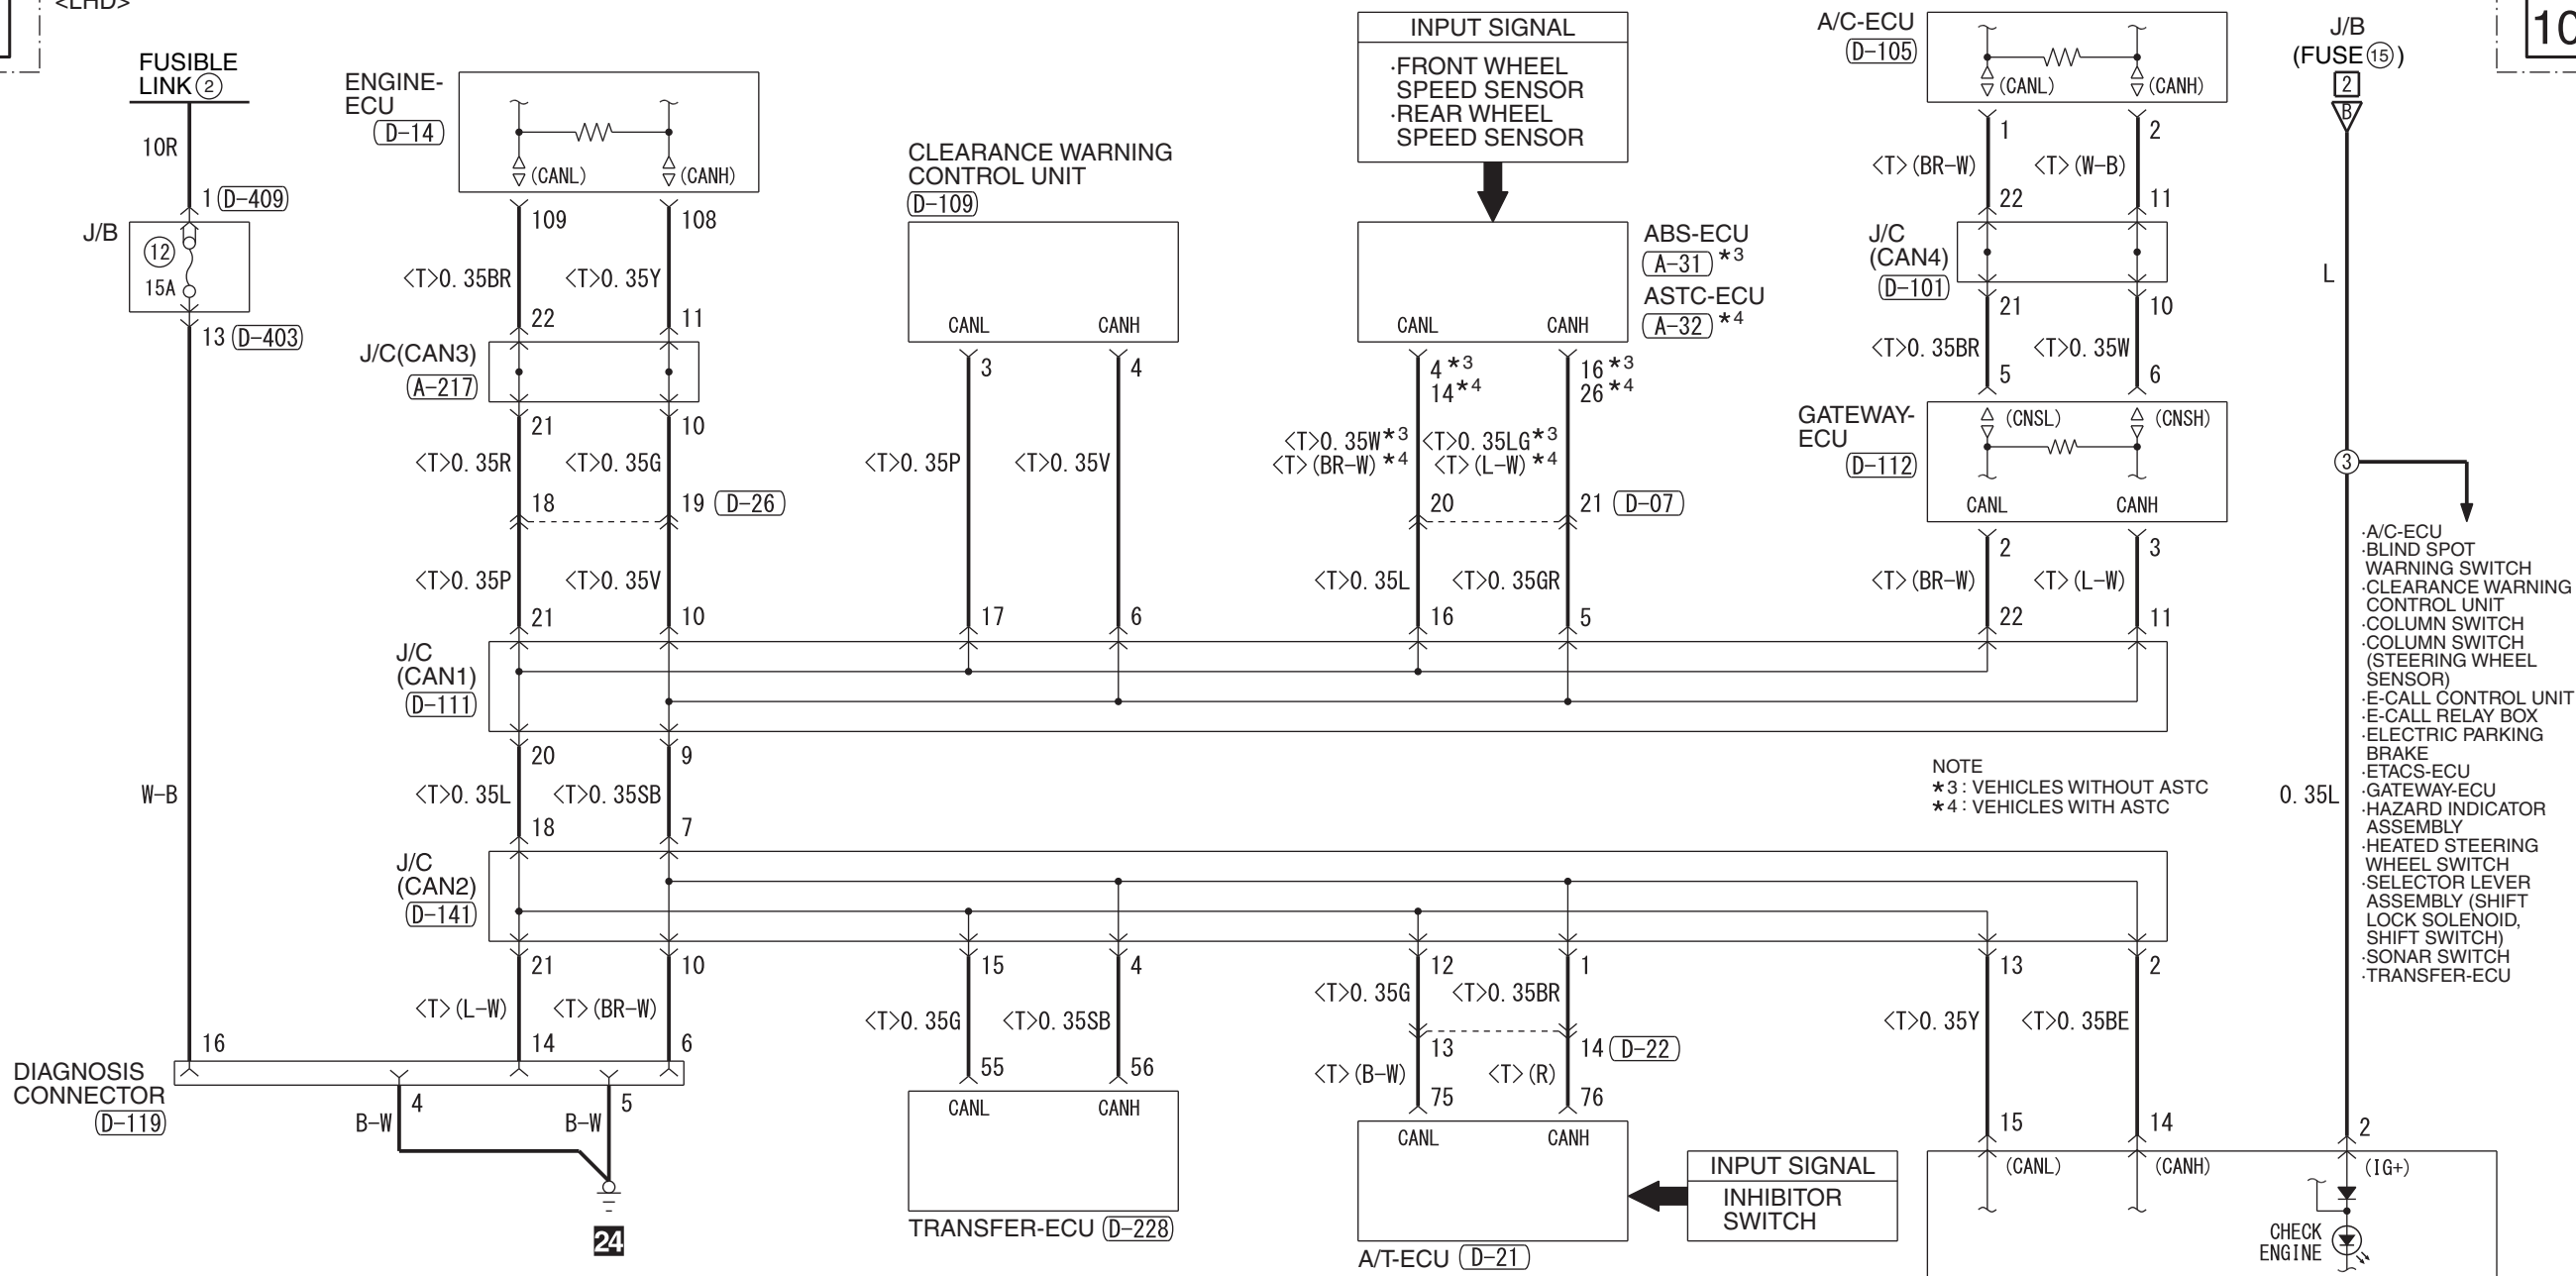 <LHD>
10
FUSIBLE
LINK ②
10R
1 (D-409)
J/B
⑫
15A
13 (D-403)
W-B
16
ENGINE-
ECU
(D-14)
(CANL) (CANH)
109 108
<T>0.35BR <T>0.35Y
22 11
J/C(CAN3)
(A-217)
21 10
<T>0.35R <T>0.35G
18 19 (D-26)
<T>0.35P <T>0.35V
21 10
CLEARANCE WARNING
CONTROL UNIT
(D-109)
CANL CANH
3 4
<T>0.35P <T>0.35V
17 6
INPUT SIGNAL
·FRONT WHEEL
SPEED SENSOR
·REAR WHEEL
SPEED SENSOR
ABS-ECU
(A-31) *3
ASTC-ECU
(A-32) *4
CANL CANH
4*3 16*3
14*4 26*4
<T>0.35W*3 <T>0.35LG*3
<T>(BR-W)*4 <T>(L-W)*4
20 21 (D-07)
<T>0.35L <T>0.35GR
16 5
A/C-ECU
(D-105)
(CANL) (CANH)
1 2
<T>(BR-W) <T>(W-B)
22 11
J/C
(CAN4)
(D-101)
21 10
<T>0.35BR <T>0.35W
5 6
GATEWAY-
ECU
(D-112)
(CNSL) (CNSH)
CANL CANH
2 3
<T>(BR-W) <T>(L-W)
22 11
J/B
(FUSE ⑮)
2
B
L
③
·A/C-ECU
·BLIND SPOT
WARNING SWITCH
·CLEARANCE WARNING
CONTROL UNIT
·COLUMN SWITCH
·COLUMN SWITCH
(STEERING WHEEL
SENSOR)
·E-CALL CONTROL UNIT
·E-CALL RELAY BOX
·ELECTRIC PARKING
BRAKE
·ETACS-ECU
·GATEWAY-ECU
·HAZARD INDICATOR
ASSEMBLY
·HEATED STEERING
WHEEL SWITCH
·SELECTOR LEVER
ASSEMBLY (SHIFT
LOCK SOLENOID,
SHIFT SWITCH)
·SONAR SWITCH
·TRANSFER-ECU
0.35L
J/C
(CAN1)
(D-111)
20 9
<T>0.35L <T>0.35SB
18 7
NOTE
*3 : VEHICLES WITHOUT ASTC
*4 : VEHICLES WITH ASTC
J/C
(CAN2)
(D-141)
21 10
<T>(L-W) <T>(BR-W)
14 6
DIAGNOSIS
CONNECTOR
(D-119)
4 5
B-W B-W
24
15 4
<T>0.35G <T>0.35SB
55 56
CANL CANH
TRANSFER-ECU (D-228)
12 1
<T>0.35G <T>0.35BR
13 14 (D-22)
<T>(B-W) <T>(R)
75 76
CANL CANH
A/T-ECU (D-21)
INPUT SIGNAL
INHIBITOR
SWITCH
13 2
<T>0.35Y <T>0.35BE
15 14 2
(CANL) (CANH) (IG+)
CHECK
ENGINE